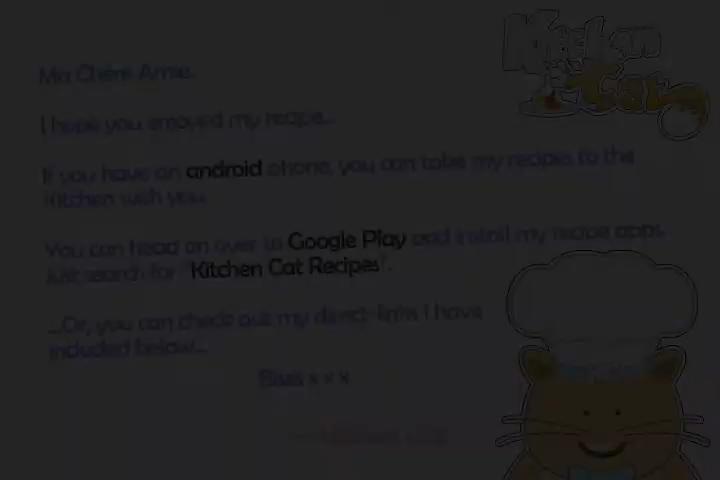 Kitchen
Cat
Ma Chère Amie,
I hope you enjoyed my recipe...
If you have an android phone, you can take my recipes to the
kitchen with you.
You can head on over to Google Play and install my recipe apps.
Just search for "Kitchen Cat Recipes".
...Or, you can check out my direct-links I have
included below...
Bises x x x